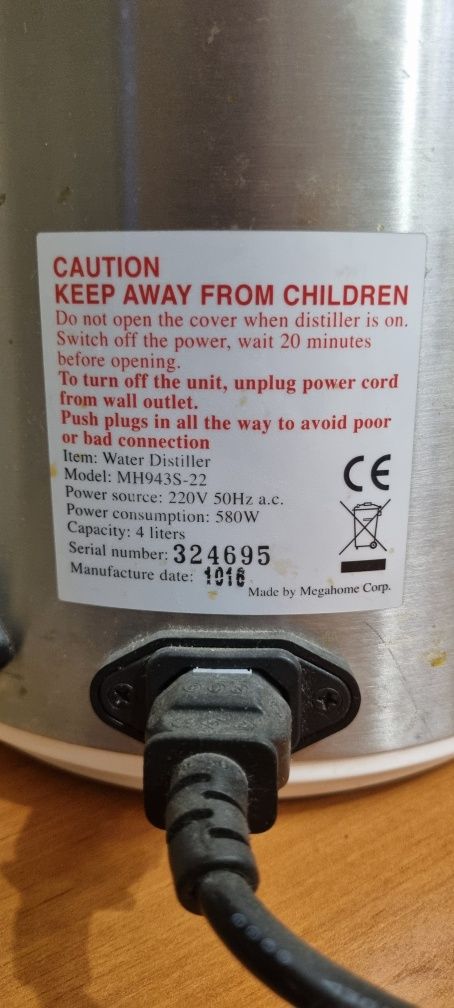 CAUTION
KEEP AWAY FROM CHILDREN
Do not open the cover when distiller is on.
Switch off the power, wait 20 minutes
before opening.
To turn off the unit, unplug power cord
from wall outlet.
Push plugs in all the way to avoid poor
or bad connection
Item: Water Distiller
Model: MH943S-22
Power source: 220V 50Hz a.c.
Power consumption: 580W
Capacity: 4 liters
Serial number: 324695
Manufacture date: 1016
Made by Megahome Corp.
CE